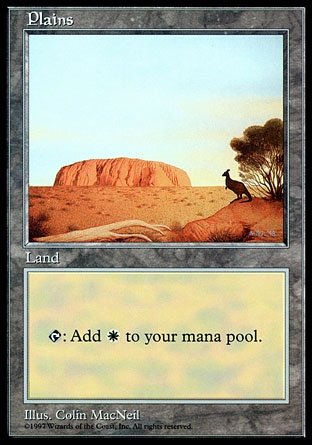 Plains
Land
: Add to your mana pool.
Illus. Colin MacNeil
©1997 Wizards of the Coast, Inc. All rights reserved.